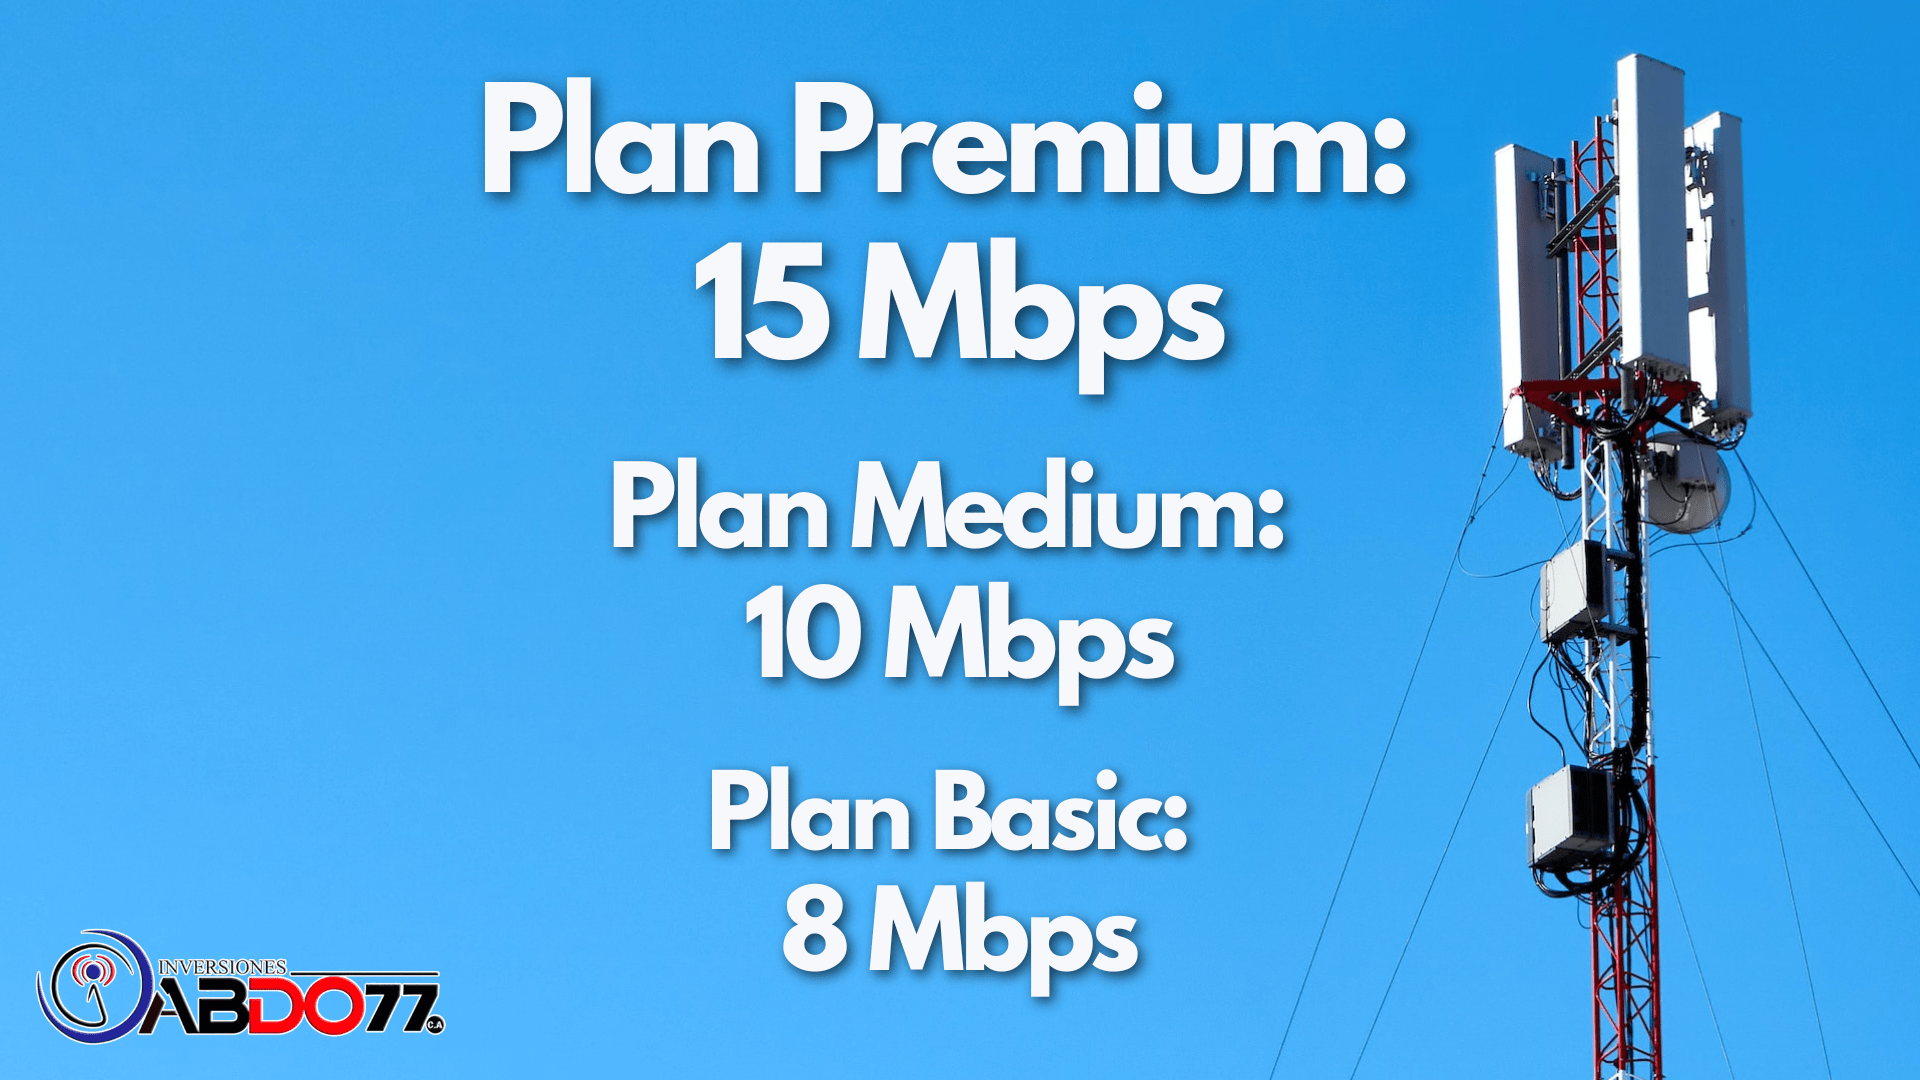 Plan Premium:
15 Mbps
Plan Medium:
10 Mbps
Plan Basic:
8 Mbps
INVERSIONES
ABDO77
C.A